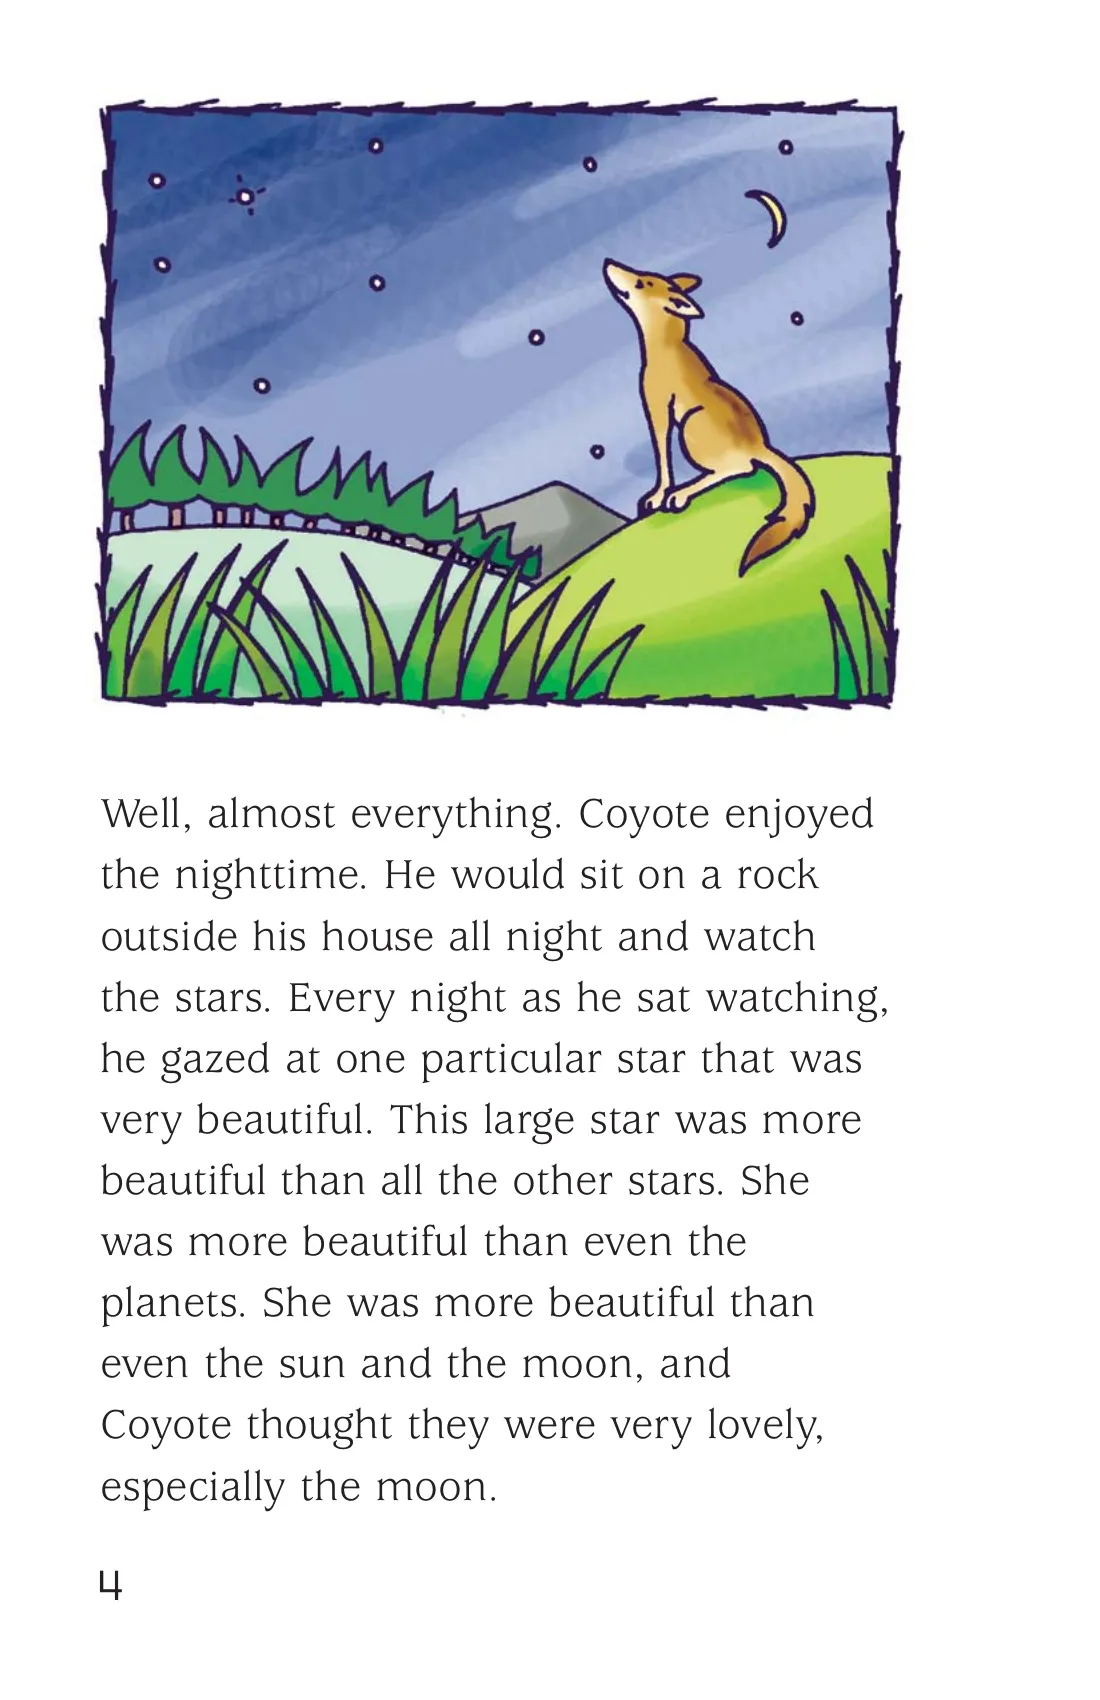 Well, almost everything. Coyote enjoyed
the nighttime. He would sit on a rock
outside his house all night and watch
the stars. Every night as he sat watching,
he gazed at one particular star that was
very beautiful. This large star was more
beautiful than all the other stars. She
was more beautiful than even the
planets. She was more beautiful than
even the sun and the moon, and
Coyote thought they were very lovely,
especially the moon.
4